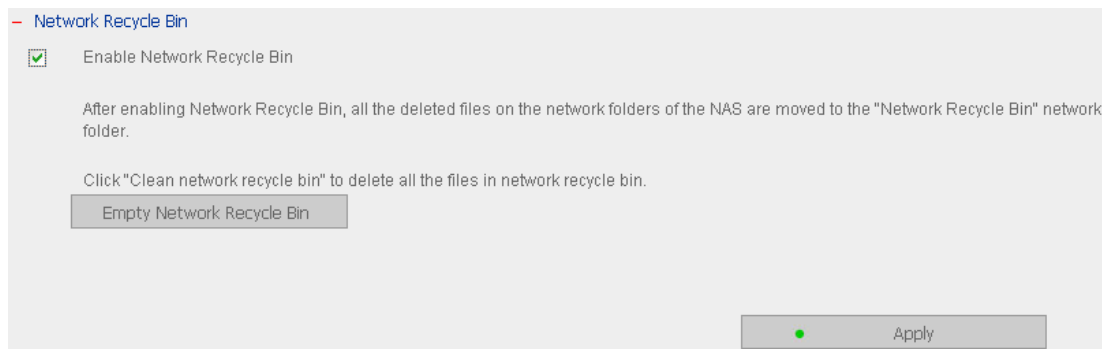 Network Recycle Bin
Enable Network Recycle Bin
After enabling Network Recycle Bin, all the deleted files on the network folders of the NAS are moved to the "Network Recycle Bin" network
folder.
Click "Clean network recycle bin" to delete all the files in network recycle bin.
Empty Network Recycle Bin
Apply